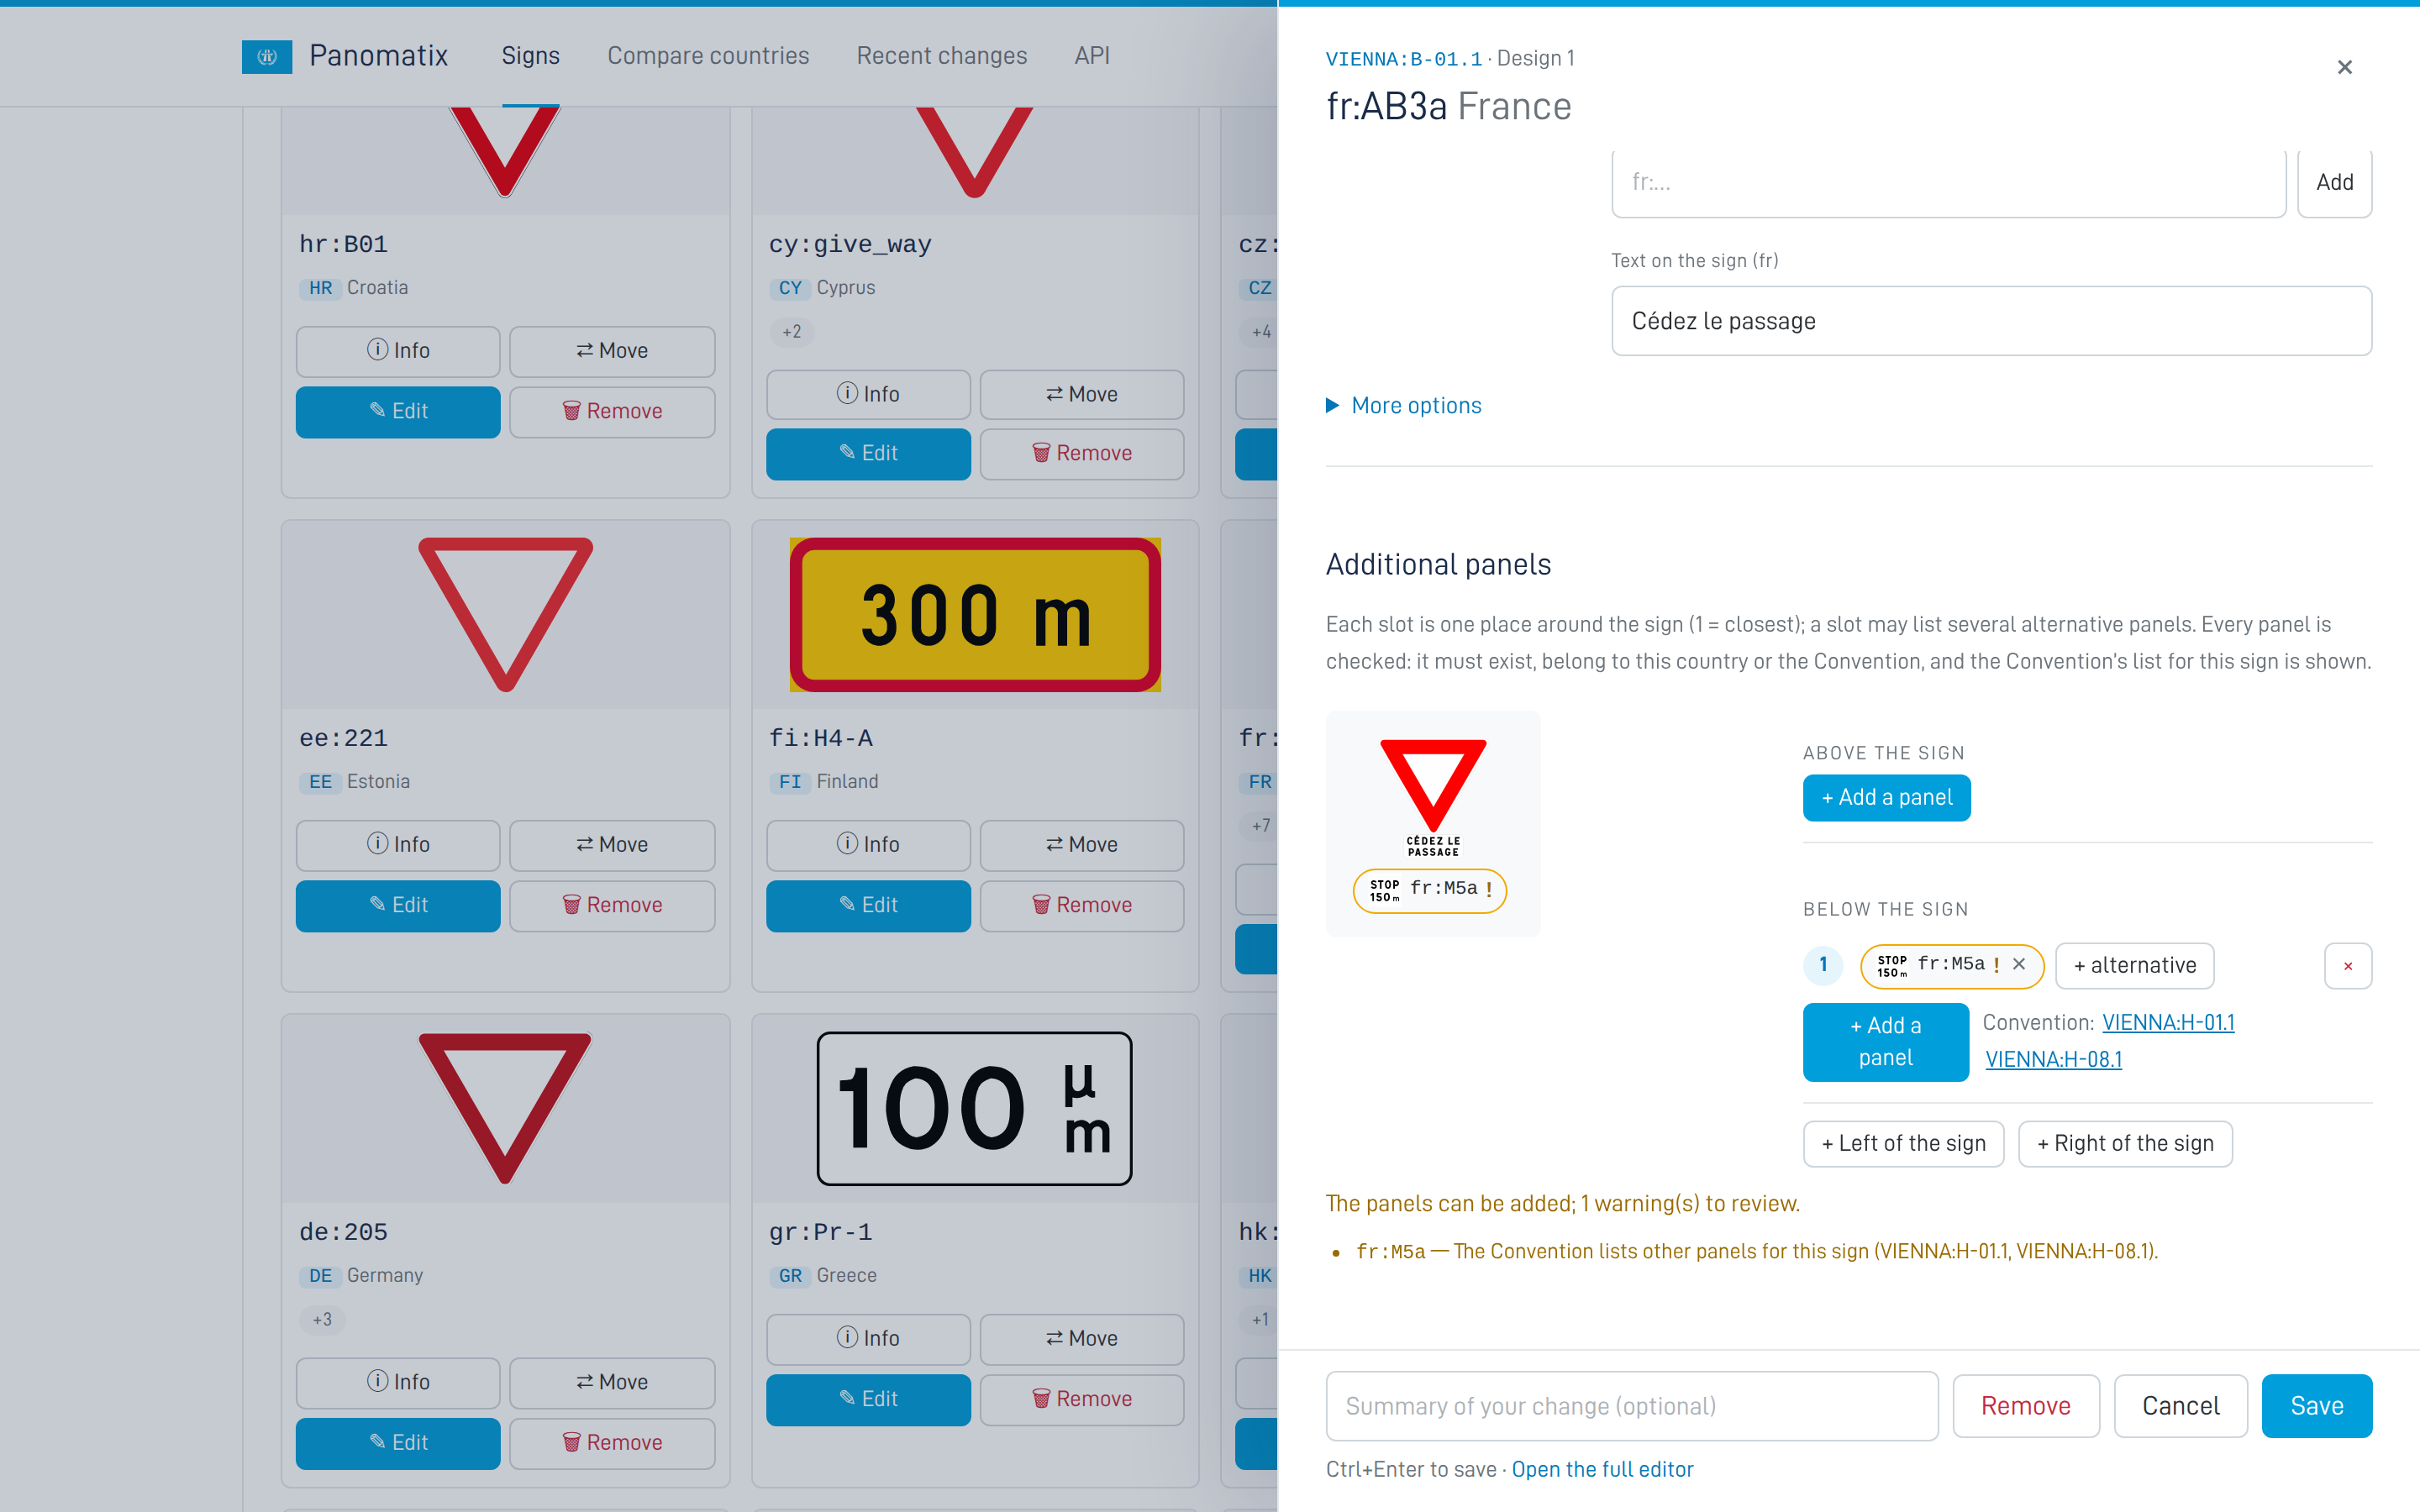 Panomatix
Signs
Compare countries
Recent changes
API
hr:B01
HR Croatia
ⓘ Info
⇄ Move
✎ Edit
🗑 Remove
cy:give_way
CY Cyprus
+2
ⓘ Info
⇄ Move
✎ Edit
🗑 Remove
cz:
CZ
+4
ee:221
EE Estonia
ⓘ Info
⇄ Move
✎ Edit
🗑 Remove
300 m
fi:H4-A
FI Finland
ⓘ Info
⇄ Move
✎ Edit
🗑 Remove
fr:
FR
+7
de:205
DE Germany
+3
ⓘ Info
⇄ Move
✎ Edit
🗑 Remove
100 µ
m
gr:Pr-1
GR Greece
ⓘ Info
⇄ Move
✎ Edit
🗑 Remove
hk:
HK
+1
VIENNA:B-01.1 · Design 1
×
fr:AB3a France
fr:...
Add
Text on the sign (fr)
Cédez le passage
▶ More options
Additional panels
Each slot is one place around the sign (1 = closest); a slot may list several alternative panels. Every panel is
checked: it must exist, belong to this country or the Convention, and the Convention's list for this sign is shown.
CÉDEZ LE
PASSAGE
STOP
150 m
fr:M5a !
ABOVE THE SIGN
+ Add a panel
BELOW THE SIGN
1
STOP
150 m
fr:M5a ! ×
+ alternative
×
+ Add a
panel
Convention: VIENNA:H-01.1
VIENNA:H-08.1
+ Left of the sign
+ Right of the sign
The panels can be added; 1 warning(s) to review.
• fr:M5a — The Convention lists other panels for this sign (VIENNA:H-01.1, VIENNA:H-08.1).
Summary of your change (optional)
Remove
Cancel
Save
Ctrl+Enter to save · Open the full editor